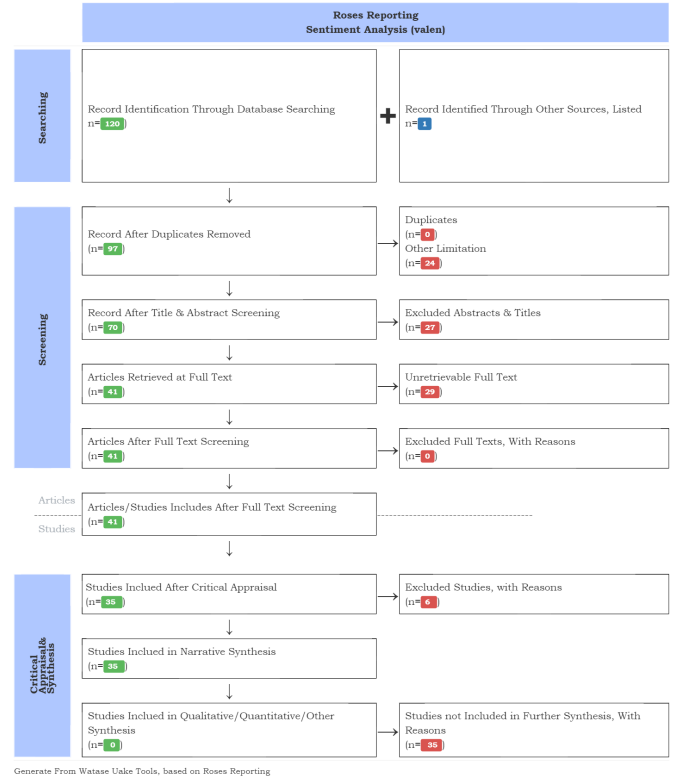 Roses Reporting
Sentiment Analysis (valen)
Searching
Record Identification Through Database Searching
n= 120 )
+
Record Identified Through Other Sources, Listed
n= 1
Screening
Record After Duplicates Removed
(n= 97 )
Duplicates
(n= 0 )
Other Limitation
(n= 24 )
Record After Title & Abstract Screening
(n= 70 )
Excluded Abstracts & Titles
(n= 27 )
Articles Retrieved at Full Text
(n= 41 )
Unretrievable Full Text
(n= 29 )
Articles After Full Text Screening
(n= 41 )
Excluded Full Texts, With Reasons
(n= 0 )
Articles
Studies
Articles/Studies Includes After Full Text Screening
(n= 41 )
Critical
Appraisal&
Synthesis
Studies Inclued After Critical Appraisal
(n= 35 )
Excluded Studies, with Reasons
(n= 6 )
Studies Inclued in Narrative Synthesis
(n= 35 )
Studies Inclued in Qualitative/Quantitative/Other
Synthesis
(n= 0 )
Studies not Included in Further Synthesis, With
Reasons
(n= 35 )
Generate From Watase Uake Tools, based on Roses Reporting